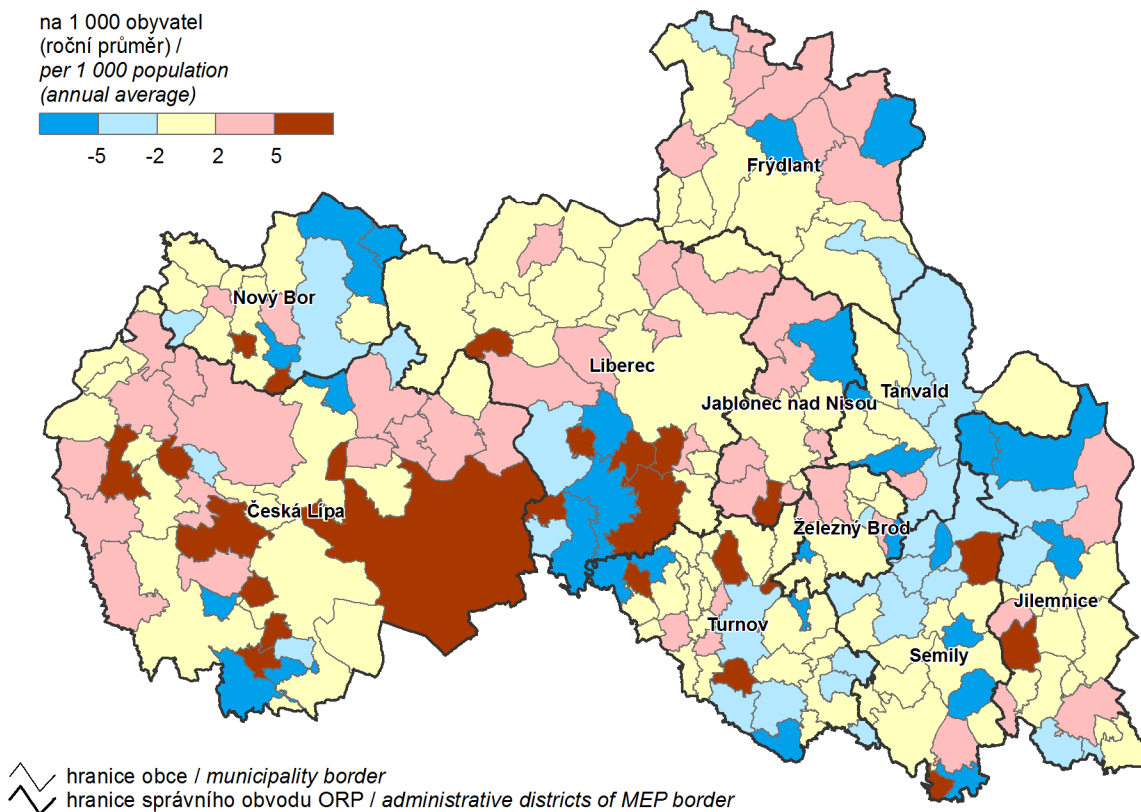 na 1 000 obyvatel
(roční průměr) /
per 1 000 population
(annual average)
-5 -2 2 5
Frýdlant
Nový Bor
Liberec
Tanvald
Jablonec nad Nisou
Česká Lípa
Železný Brod
Jilemnice
Turnov
Semily
hranice obce / municipality border
hranice správního obvodu ORP / administrative districts of MEP border